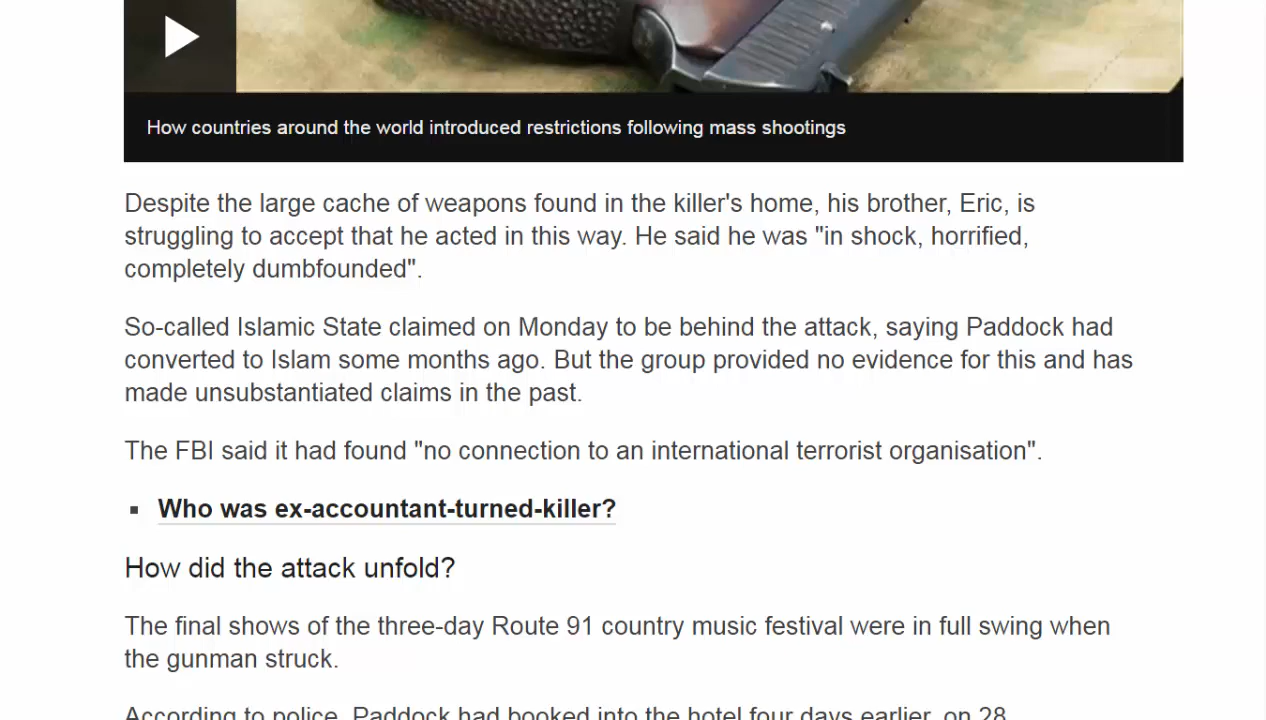 How countries around the world introduced restrictions following mass shootings
Despite the large cache of weapons found in the killer's home, his brother, Eric, is
struggling to accept that he acted in this way. He said he was "in shock, horrified,
completely dumbfounded".
So-called Islamic State claimed on Monday to be behind the attack, saying Paddock had
converted to Islam some months ago. But the group provided no evidence for this and has
made unsubstantiated claims in the past.
The FBI said it had found "no connection to an international terrorist organisation".
Who was ex-accountant-turned-killer?
How did the attack unfold?
The final shows of the three-day Route 91 country music festival were in full swing when
the gunman struck.
According to police, Paddock had booked into the hotel four days earlier, on 28